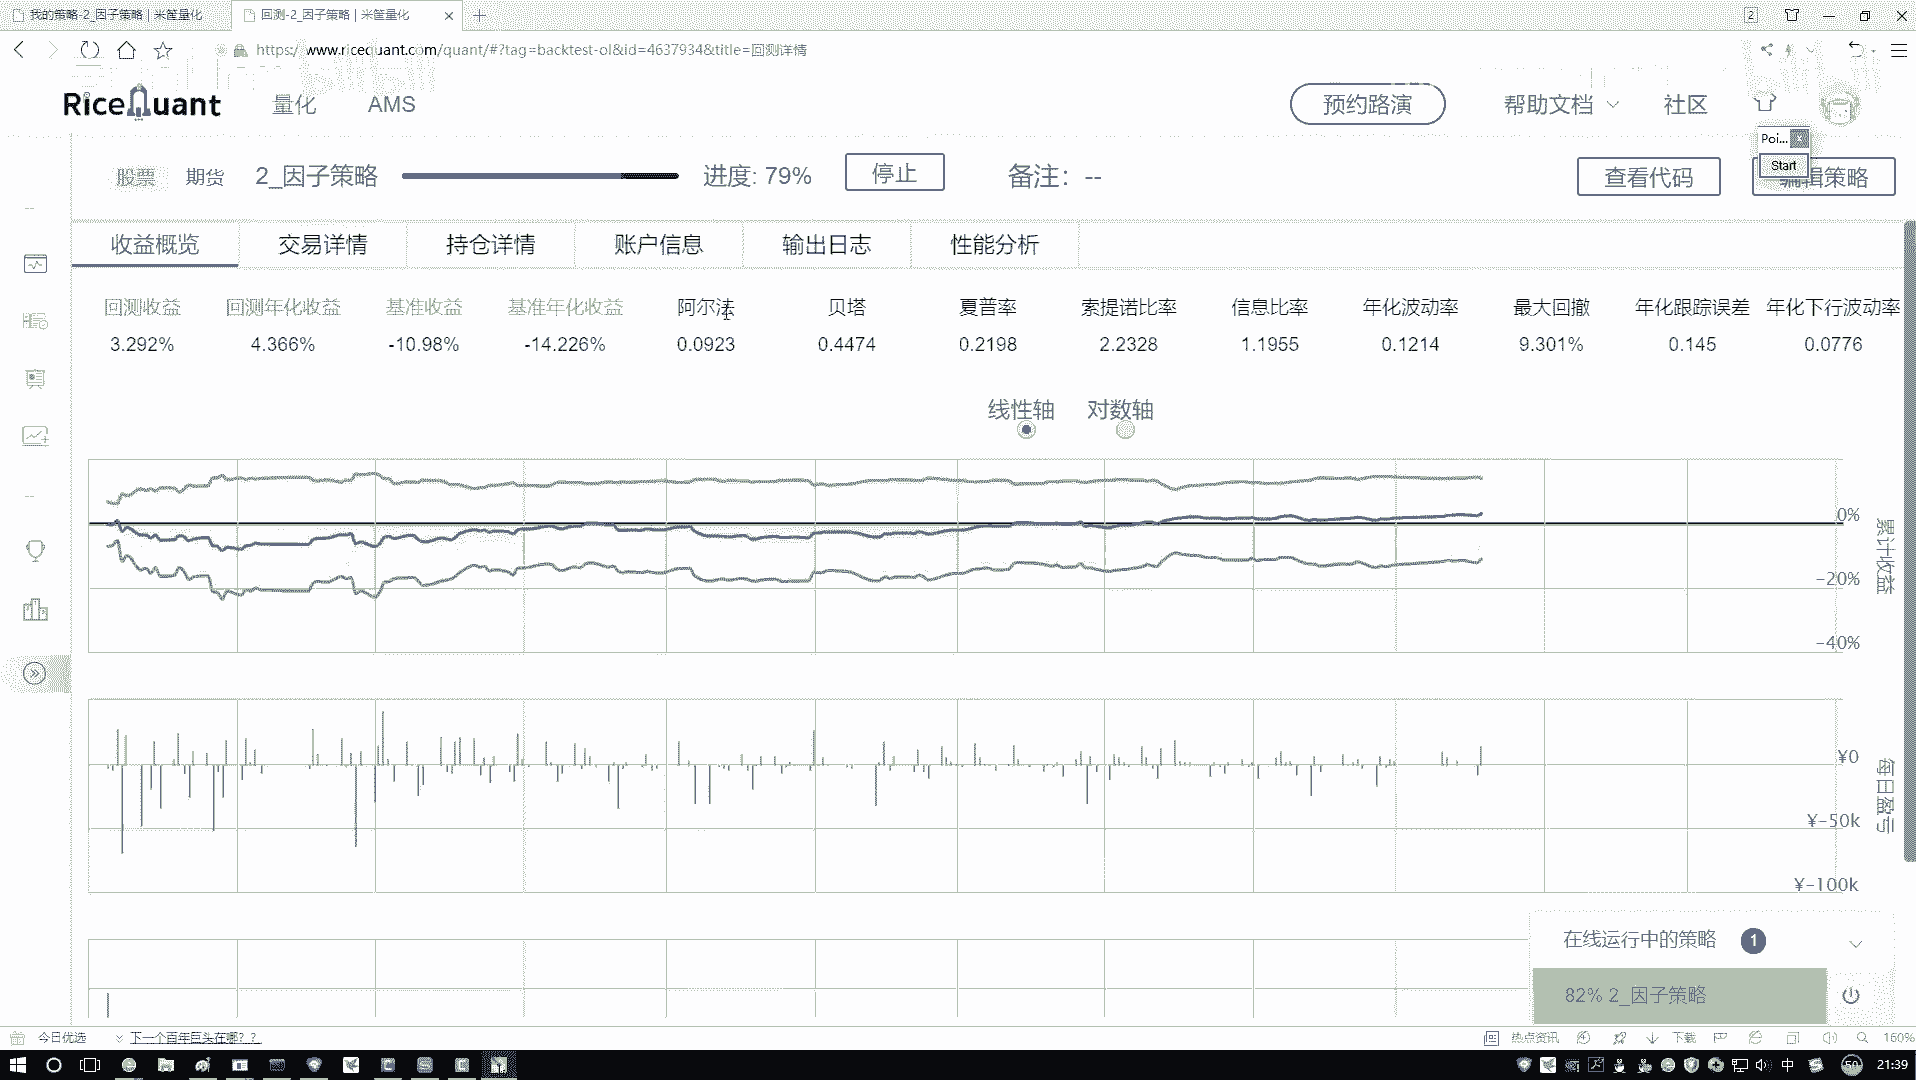 我的策略-2_因子策略 | 米筐量化
回测-2_因子策略 | 米筐量化
2
https://www.ricequant.com/quant/#?tag=backtest-ol&id=4637934&title=回测详情
RiceQuant 量化 AMS 预约路演 帮助文档 社区
Poi... x
Start
股票 期货 2_因子策略 进度: 79% 停止 备注: -- 查看代码 编辑策略
收益概览 交易详情 持仓详情 账户信息 输出日志 性能分析
回测收益 回测年化收益 基准收益 基准年化收益 阿尔法 贝塔 夏普率 索提诺比率 信息比率 年化波动率 最大回撤 年化跟踪误差 年化下行波动率
3.292% 4.366% -10.98% -14.226% 0.0923 0.4474 0.2198 2.2328 1.1955 0.1214 9.301% 0.145 0.0776
线性轴 对数轴
0%
-20%
-40%
累计收益
¥0
¥-50k
¥-100k
每日盈亏
在线运行中的策略 1
82% 2_因子策略
今日优选 下一个百年巨头在哪？？
热点资讯 下载 160%
中 50 21:39